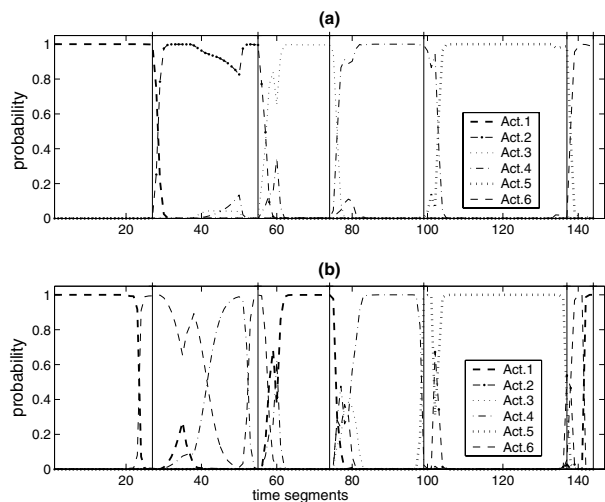 (a)
probability
1
0.8
0.6
0.4
0.2
0
20 40 60 80 100 120 140
Act.1
Act.2
Act.3
Act.4
Act.5
Act.6
(b)
probability
1
0.8
0.6
0.4
0.2
0
20 40 60 80 100 120 140
time segments
Act.1
Act.2
Act.3
Act.4
Act.5
Act.6